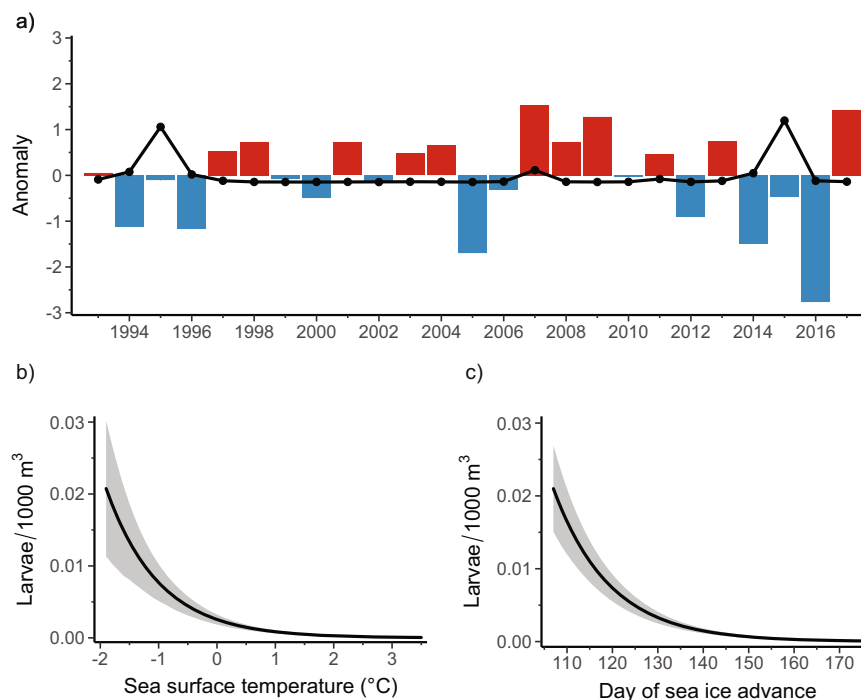 a)
3
2
1
0
-1
-2
-3
Anomaly
1994 1996 1998 2000 2002 2004 2006 2008 2010 2012 2014 2016
b)
0.03
0.02
0.01
0.00
Larvae/1000 m³
-2 -1 0 1 2 3
Sea surface temperature (°C)
c)
0.03
0.02
0.01
0.00
Larvae/1000 m³
110 120 130 140 150 160 170
Day of sea ice advance